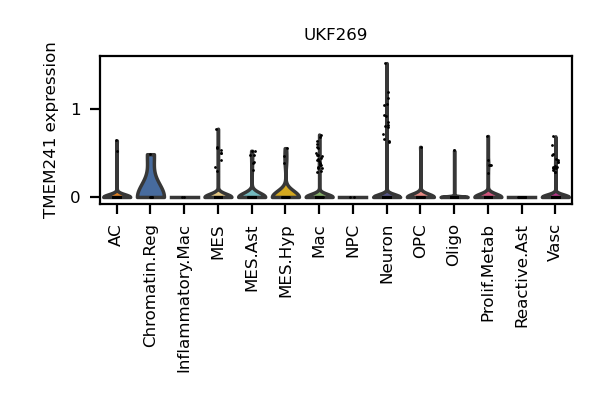 UKF269
TMEM241 expression
1
0
AC
Chromatin.Reg
Inflammatory.Mac
MES
MES.Ast
MES.Hyp
Mac
NPC
Neuron
OPC
Oligo
Prolif.Metab
Reactive.Ast
Vasc